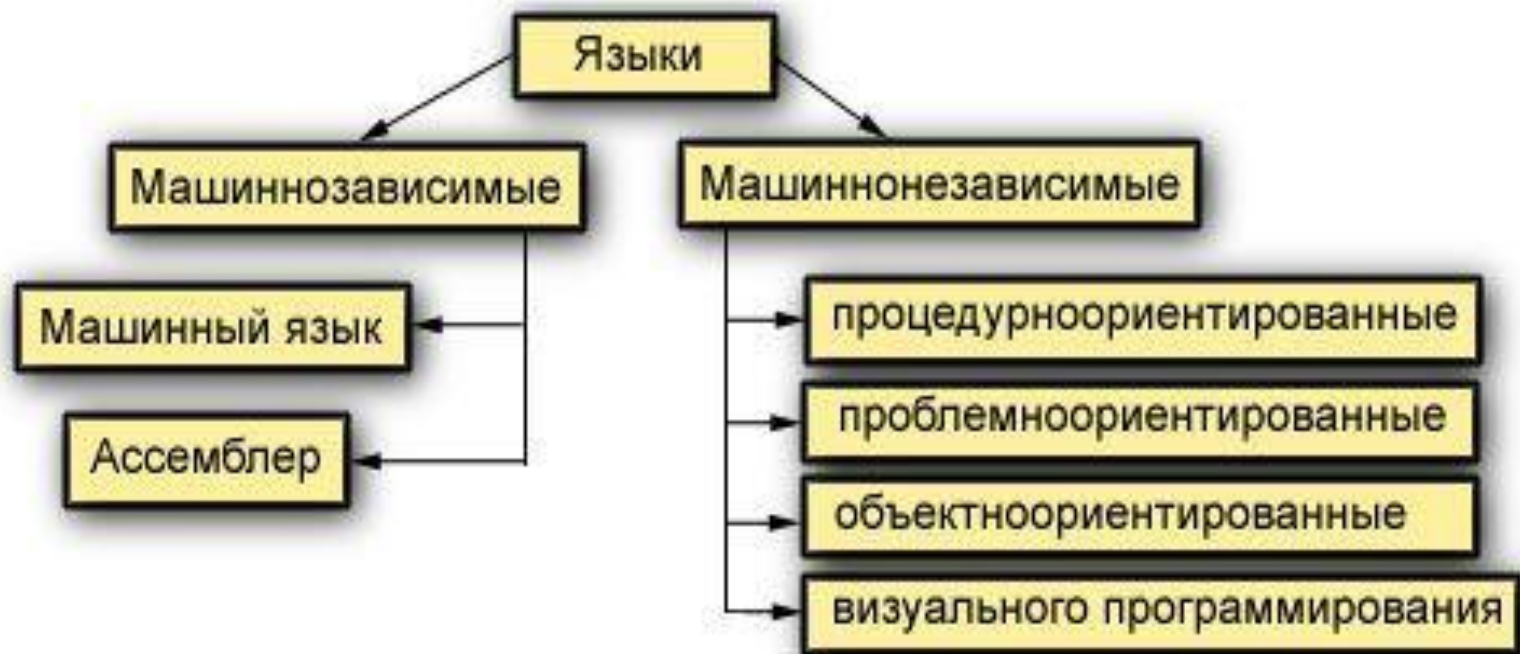 Языки
Машиннозависимые
Машиннонезависимые
Машинный язык
Ассемблер
процедурноориентированные
проблемноориентированные
объектноориентированные
визуального программирования